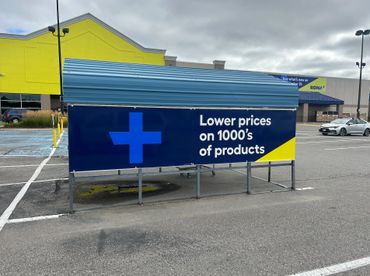 Lower prices
on 1000's
of products